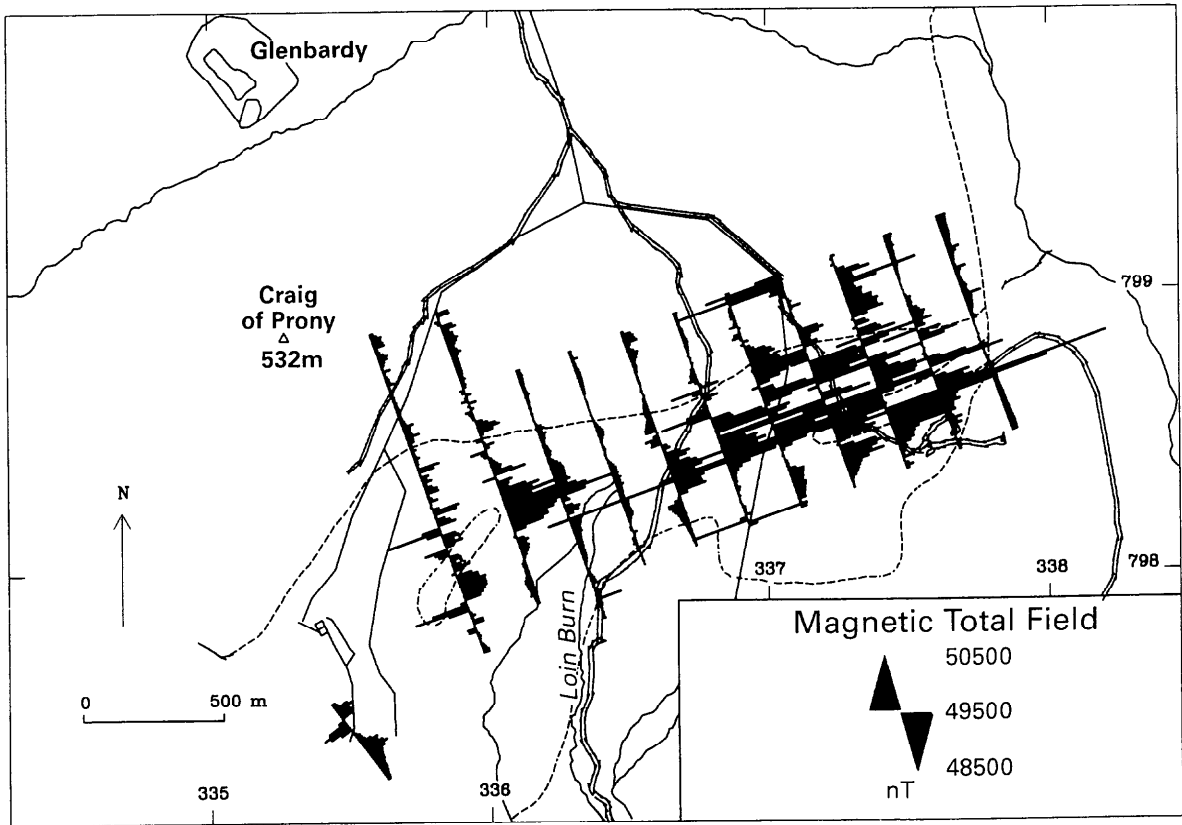 Glenbardy
799
Craig
of Prony
532m
N
337
338
798
Loin Burn
0 500 m
335
336
Magnetic Total Field
50500
49500
48500
nT